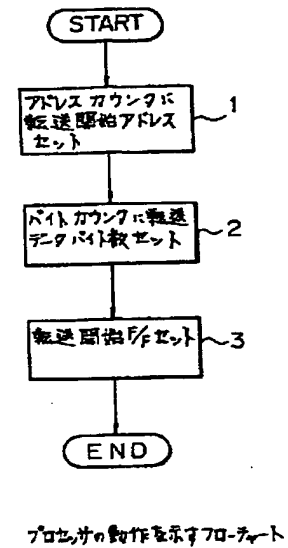 START
アドレスカウンタに
転送開始アドレス
セット
1
バイトカウンタに転送
データバイト数セット
2
転送開始F/Fセット
3
END
プロセッサの動作を示すフローチャート